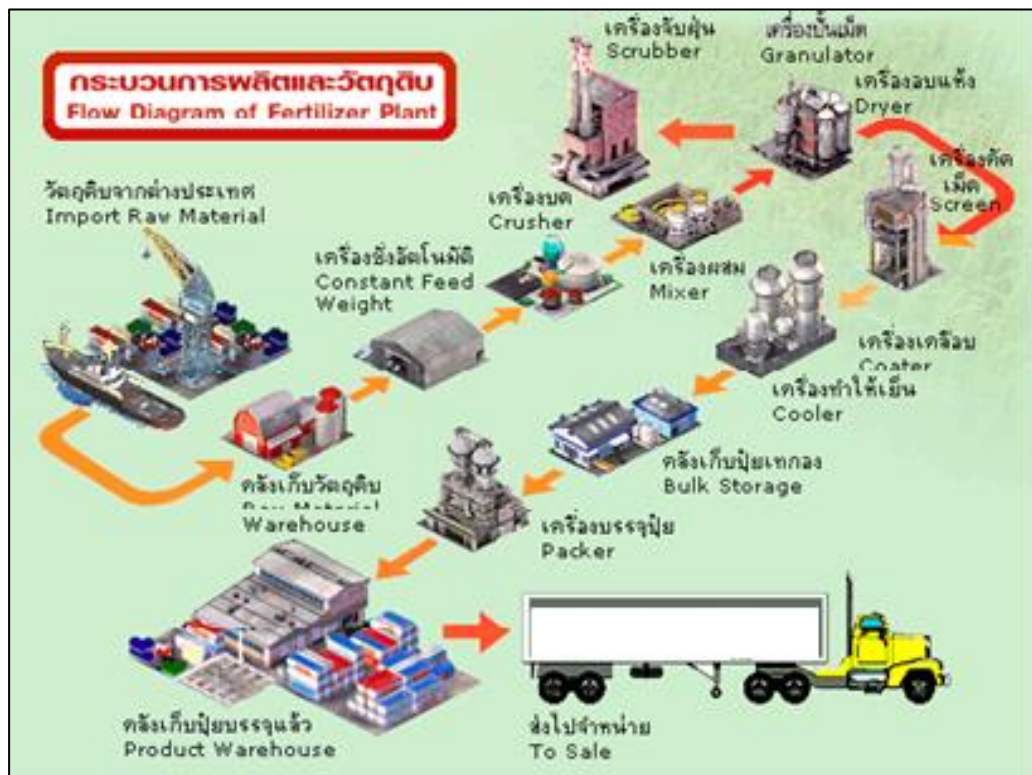 กระบวนการผลิตและวัตถุดิบ
Flow Diagram of Fertilizer Plant
เครื่องจับฝุ่น
Scrubber
เครื่องปั้นเม็ด
Granulator
เครื่องอบแห้ง
Dryer
เครื่องคัด
เม็ด
Screen
วัตถุดิบจากต่างประเทศ
Import Raw Material
เครื่องบด
Crusher
เครื่องชั่งอัตโนมัติ
Constant Feed
Weight
เครื่องผสม
Mixer
เครื่องเคลือบ
Coater
เครื่องทำให้เย็น
Cooler
คลังเก็บปุ๋ยเทกอง
Bulk Storage
คลังเก็บวัตถุดิบ
Raw Material
Warehouse
เครื่องบรรจุปุ๋ย
Packer
คลังเก็บปุ๋ยบรรจุแล้ว
Product Warehouse
ส่งไปจำหน่าย
To Sale